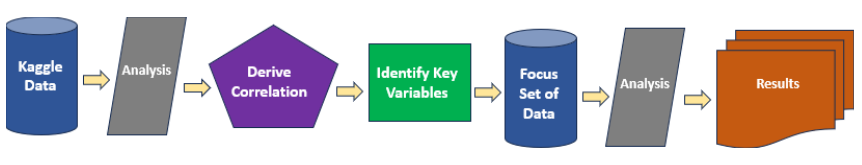 Kaggle
Data
Analysis
Derive
Correlation
Identify Key
Variables
Focus
Set of
Data
Analysis
Results